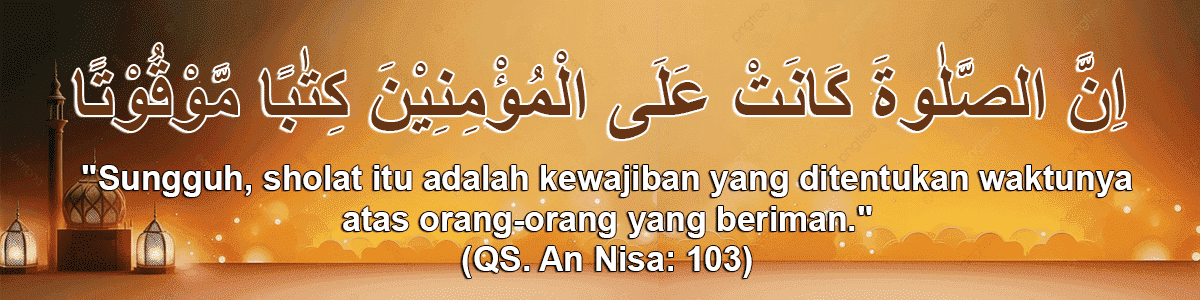 اِنَّ الصَّلٰوةَ كَانَتْ عَلَى الْمُؤْمِنِيْنَ كِتٰبًا مَّوْقُوْتًا
"Sungguh, sholat itu adalah kewajiban yang ditentukan waktunya
atas orang-orang yang beriman."
(QS. An Nisa: 103)